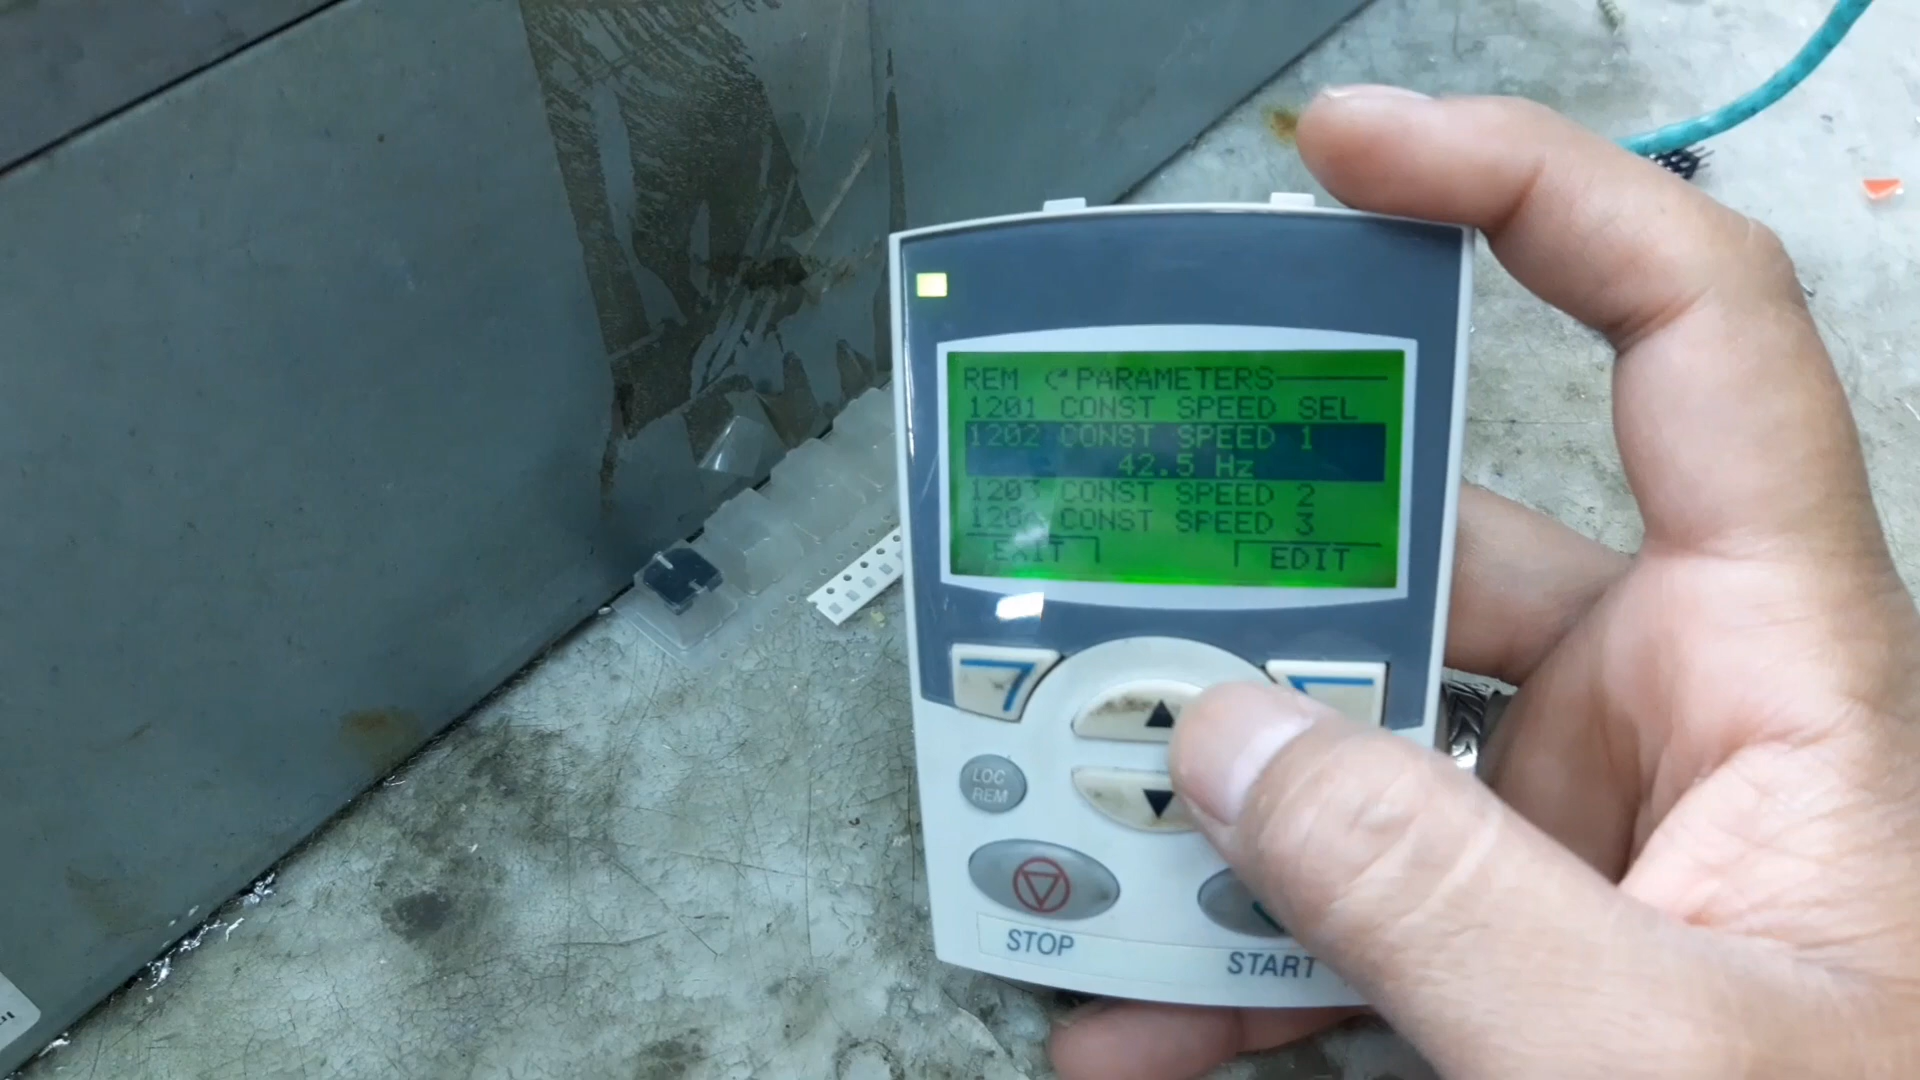 REM PARAMETERS
1201 CONST SPEED SEL
1202 CONST SPEED 1
42.5 Hz
1203 CONST SPEED 2
1204 CONST SPEED 3
EXIT EDIT
LOC
REM
STOP
START